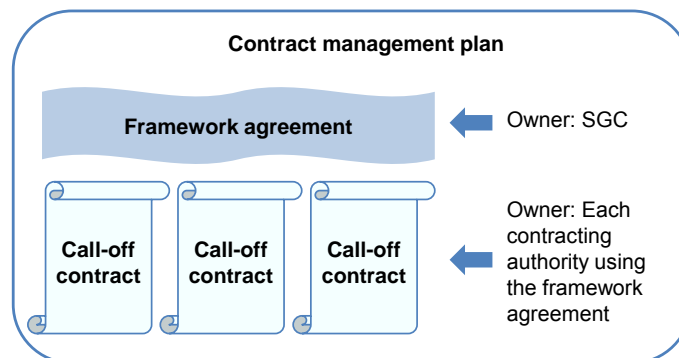 Contract management plan
Framework agreement
Owner: SGC
Call-off
contract
Call-off
contract
Call-off
contract
Owner: Each
contracting
authority using
the framework
agreement